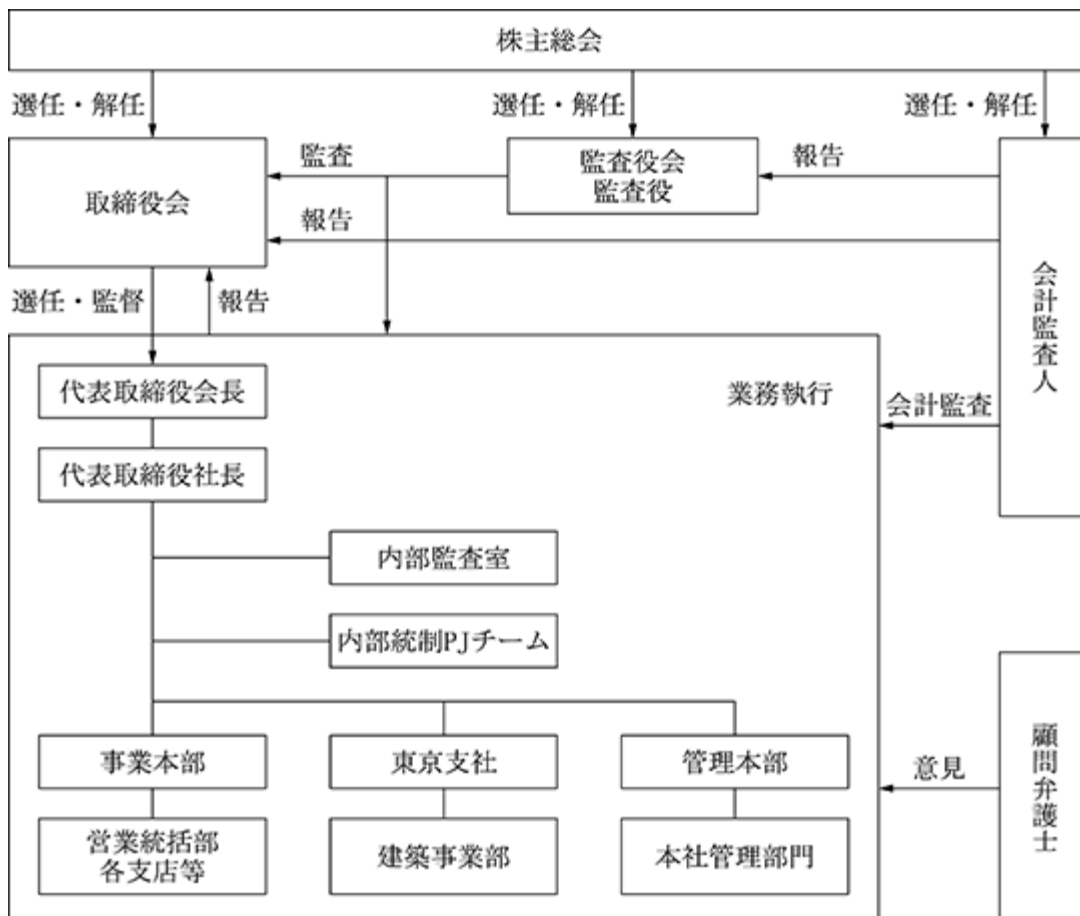 株主総会
選任・解任
選任・解任
選任・解任
取締役会
監査
監査役会
監査役
報告
報告
会計監査人
選任・監督
報告
代表取締役会長
業務執行
会計監査
代表取締役社長
内部監査室
内部統制PJチーム
事業本部
東京支社
管理本部
意見
顧問弁護士
営業統括部
各支店等
建築事業部
本社管理部門